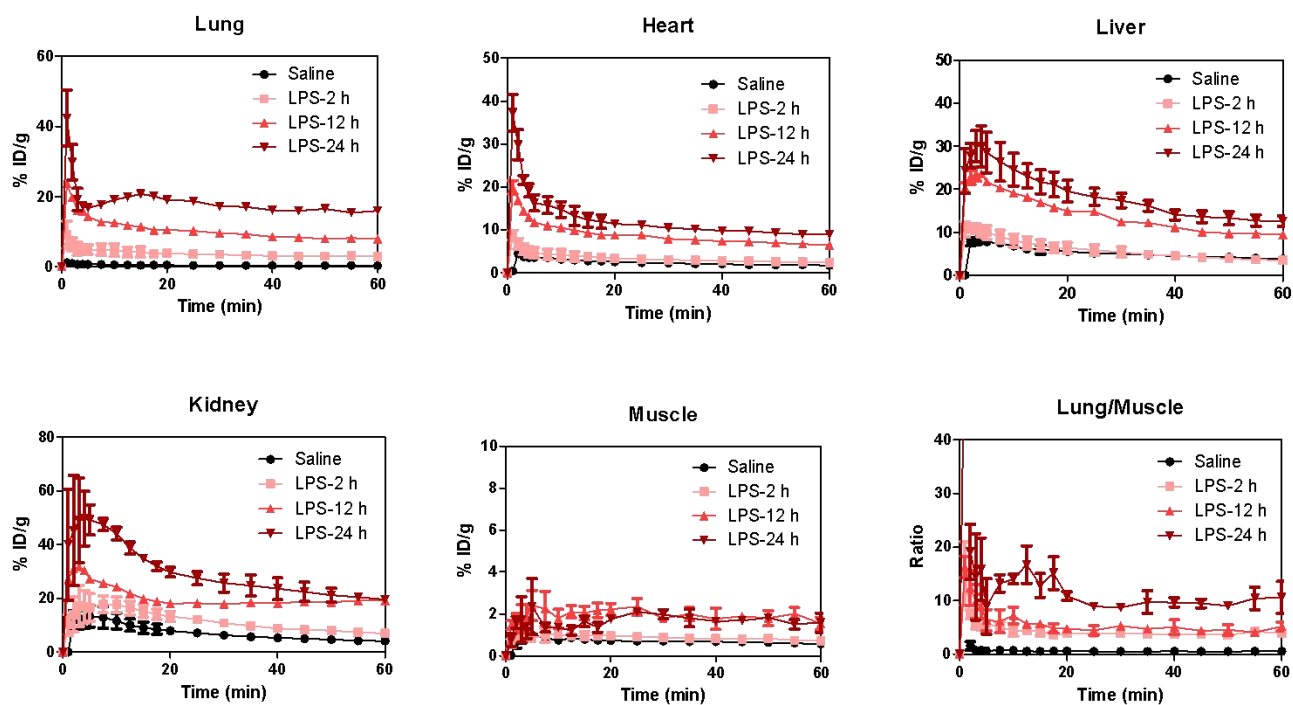 Lung
60
40
20
0
% ID/g
0 20 40 60
Time (min)
Saline
LPS-2 h
LPS-12 h
LPS-24 h
Heart
50
40
30
20
10
0
% ID/g
0 20 40 60
Time (min)
Saline
LPS-2 h
LPS-12 h
LPS-24 h
Liver
50
40
30
20
10
0
% ID/g
0 20 40 60
Time (min)
Saline
LPS-2 h
LPS-12 h
LPS-24 h
Kidney
80
60
40
20
0
% ID/g
0 20 40 60
Time (min)
Saline
LPS-2 h
LPS-12 h
LPS-24 h
Muscle
10
8
6
4
2
0
% ID/g
0 20 40 60
Time (min)
Saline
LPS-2 h
LPS-12 h
LPS-24 h
Lung/Muscle
40
30
20
10
0
Ratio
0 20 40 60
Time (min)
Saline
LPS-2 h
LPS-12 h
LPS-24 h